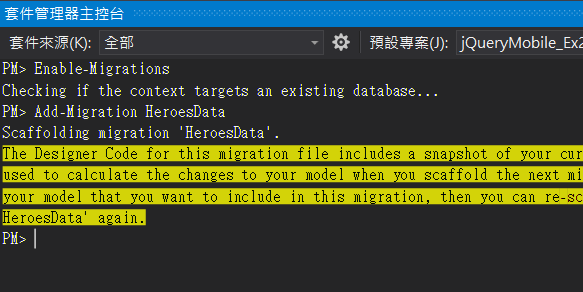 套件管理器主控台
套件來源(K): 全部 預設專案(J): jQueryMobile_Ex2
PM> Enable-Migrations
Checking if the context targets an existing database...
PM> Add-Migration HeroesData
Scaffolding migration 'HeroesData'.
The Designer Code for this migration file includes a snapshot of your cur
used to calculate the changes to your model when you scaffold the next mi
your model that you want to include in this migration, then you can re-sc
HeroesData' again.
PM>